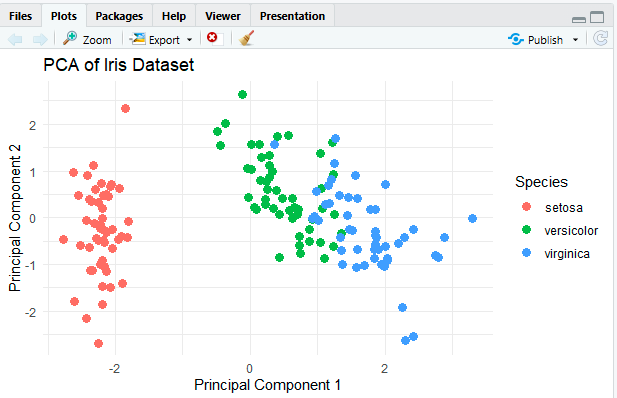 Files Plots Packages Help Viewer Presentation
Zoom Export Publish
PCA of Iris Dataset
Principal Component 2
2
1
0
-1
-2
-2 0 2
Principal Component 1
Species
setosa
versicolor
virginica